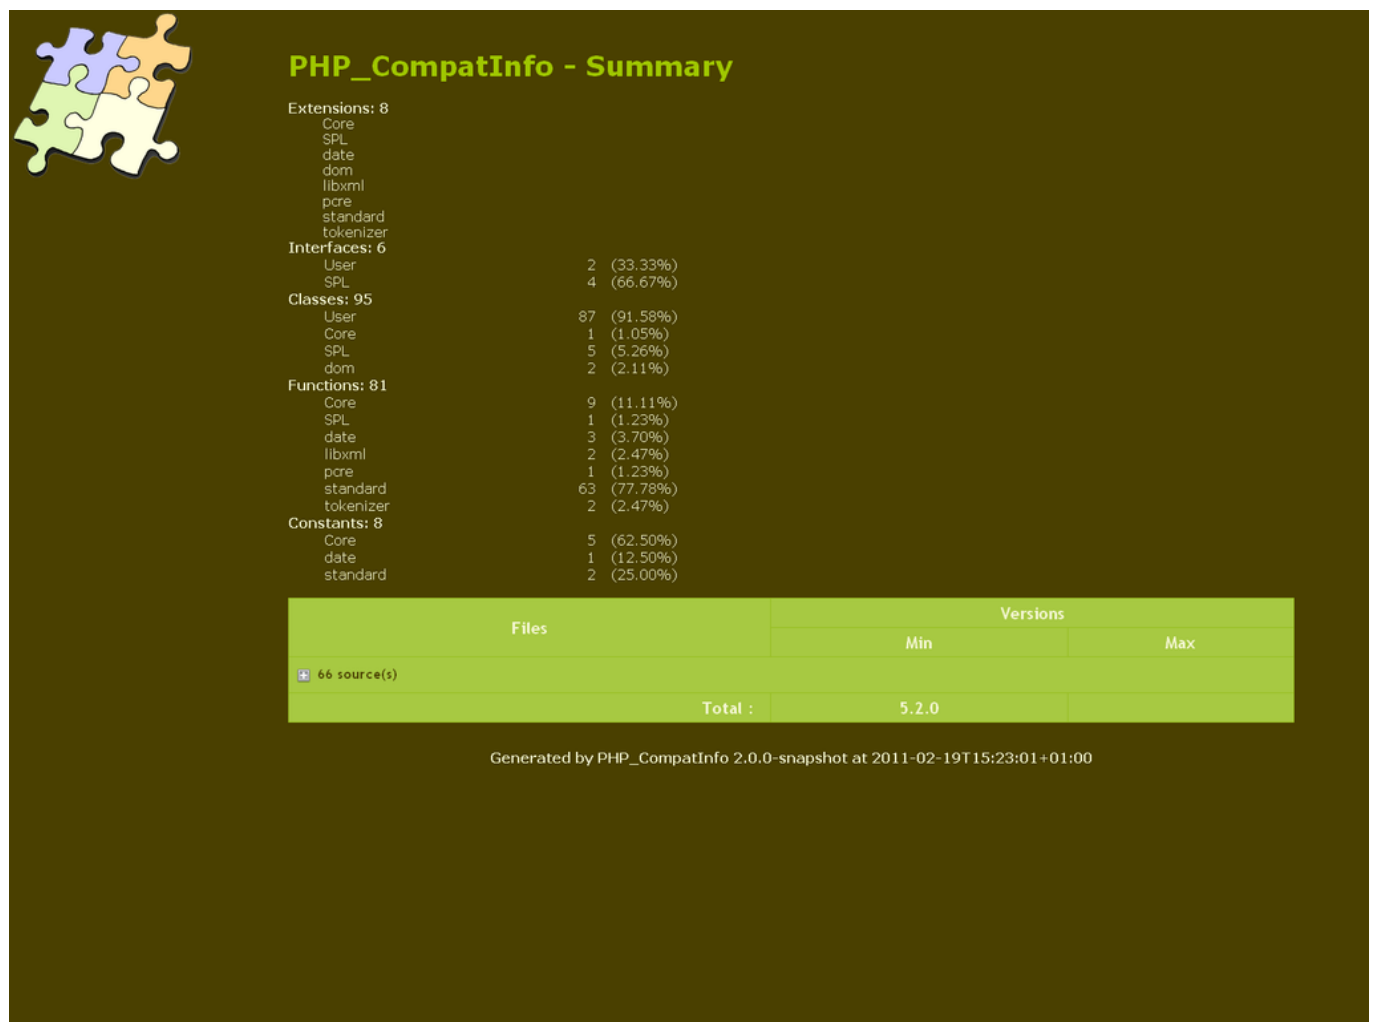 PHP_CompatInfo - Summary
Extensions: 8
Core
SPL
date
dom
libxml
pcre
standard
tokenizer
Interfaces: 6
User 2 (33.33%)
SPL 4 (66.67%)
Classes: 95
User 87 (91.58%)
Core 1 (1.05%)
SPL 5 (5.26%)
dom 2 (2.11%)
Functions: 81
Core 9 (11.11%)
SPL 1 (1.23%)
date 3 (3.70%)
libxml 2 (2.47%)
pcre 1 (1.23%)
standard 63 (77.78%)
tokenizer 2 (2.47%)
Constants: 8
Core 5 (62.50%)
date 1 (12.50%)
standard 2 (25.00%)
Files Versions
Min Max
66 source(s)
Total : 5.2.0
Generated by PHP_CompatInfo 2.0.0-snapshot at 2011-02-19T15:23:01+01:00